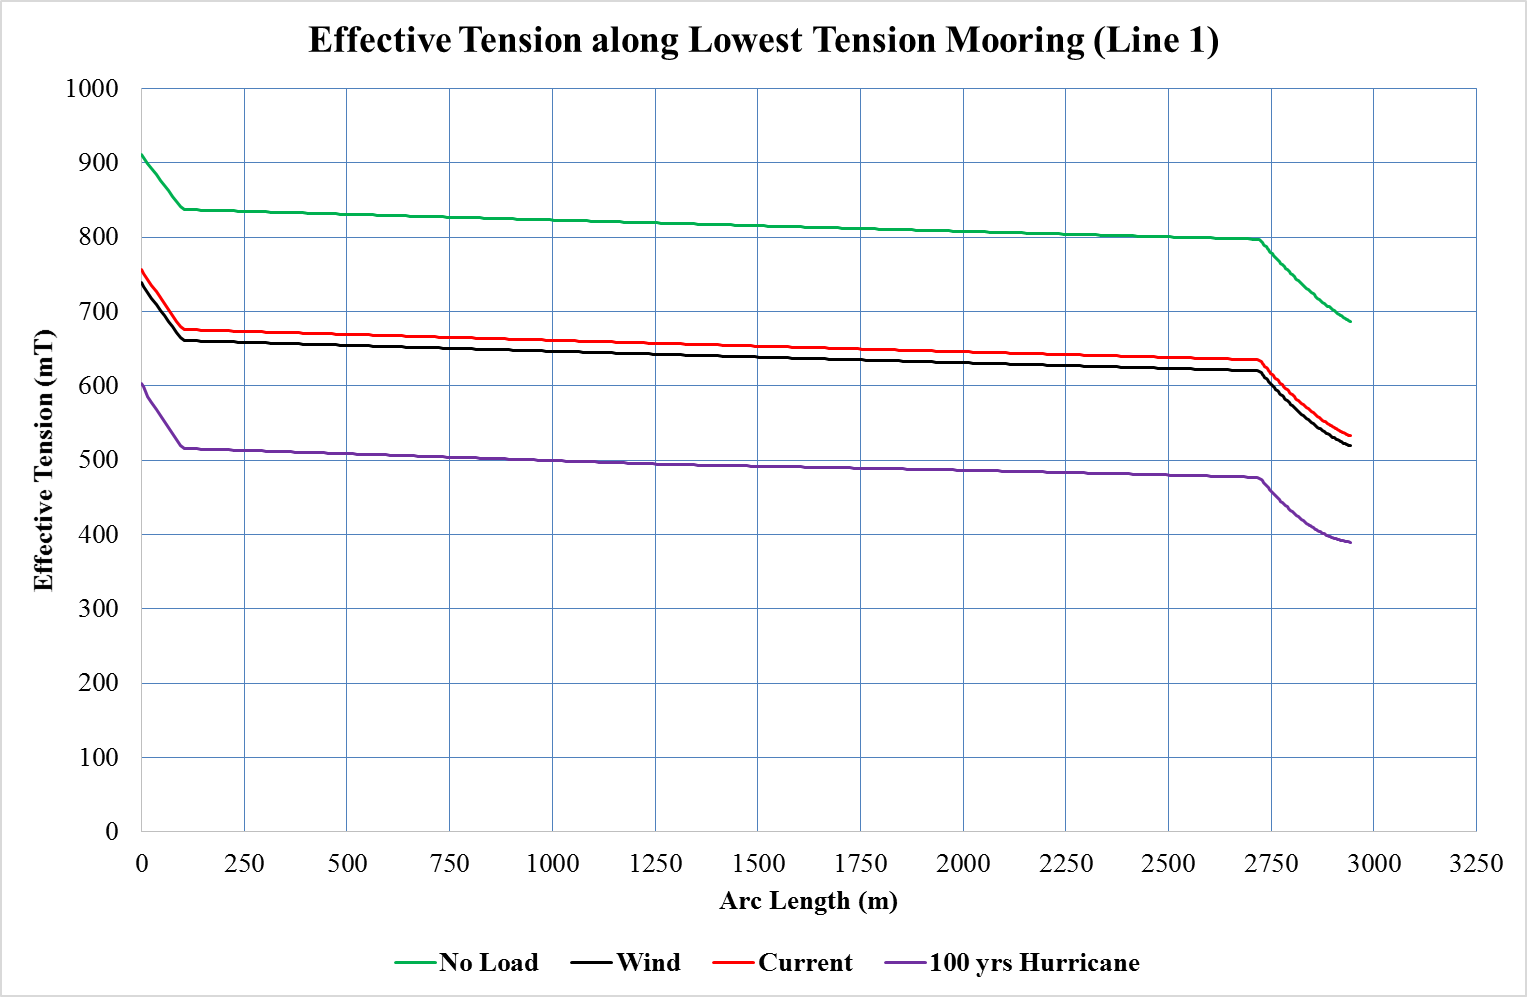 Effective Tension along Lowest Tension Mooring (Line 1)
1000
900
800
700
600
500
400
300
200
100
0
Effective Tension (mT)
0 250 500 750 1000 1250 1500 1750 2000 2250 2500 2750 3000 3250
Arc Length (m)
No Load Wind Current 100 yrs Hurricane